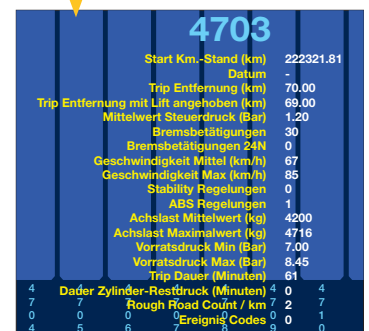 4703
Start Km.-Stand (km) 222321.81
Datum -
Trip Entfernung (km) 70.00
Trip Entfernung mit Lift angehoben (km) 69.00
Mittelwert Steuerdruck (Bar) 1.20
Bremsbetätigungen 30
Bremsbetätigungen 24N 0
Geschwindigkeit Mittel (km/h) 67
Geschwindigkeit Max (km/h) 85
Stability Regelungen 0
ABS Regelungen 1
Achslast Mittelwert (kg) 4200
Achslast Maximalwert (kg) 4716
Vorratsdruck Min (Bar) 7.00
Vorratsdruck Max (Bar) 8.45
Trip Dauer (Minuten) 61
Dauer Zylinder-Restdruck (Minuten) 0
Rough Road Count / km 2
Ereignis Codes 0